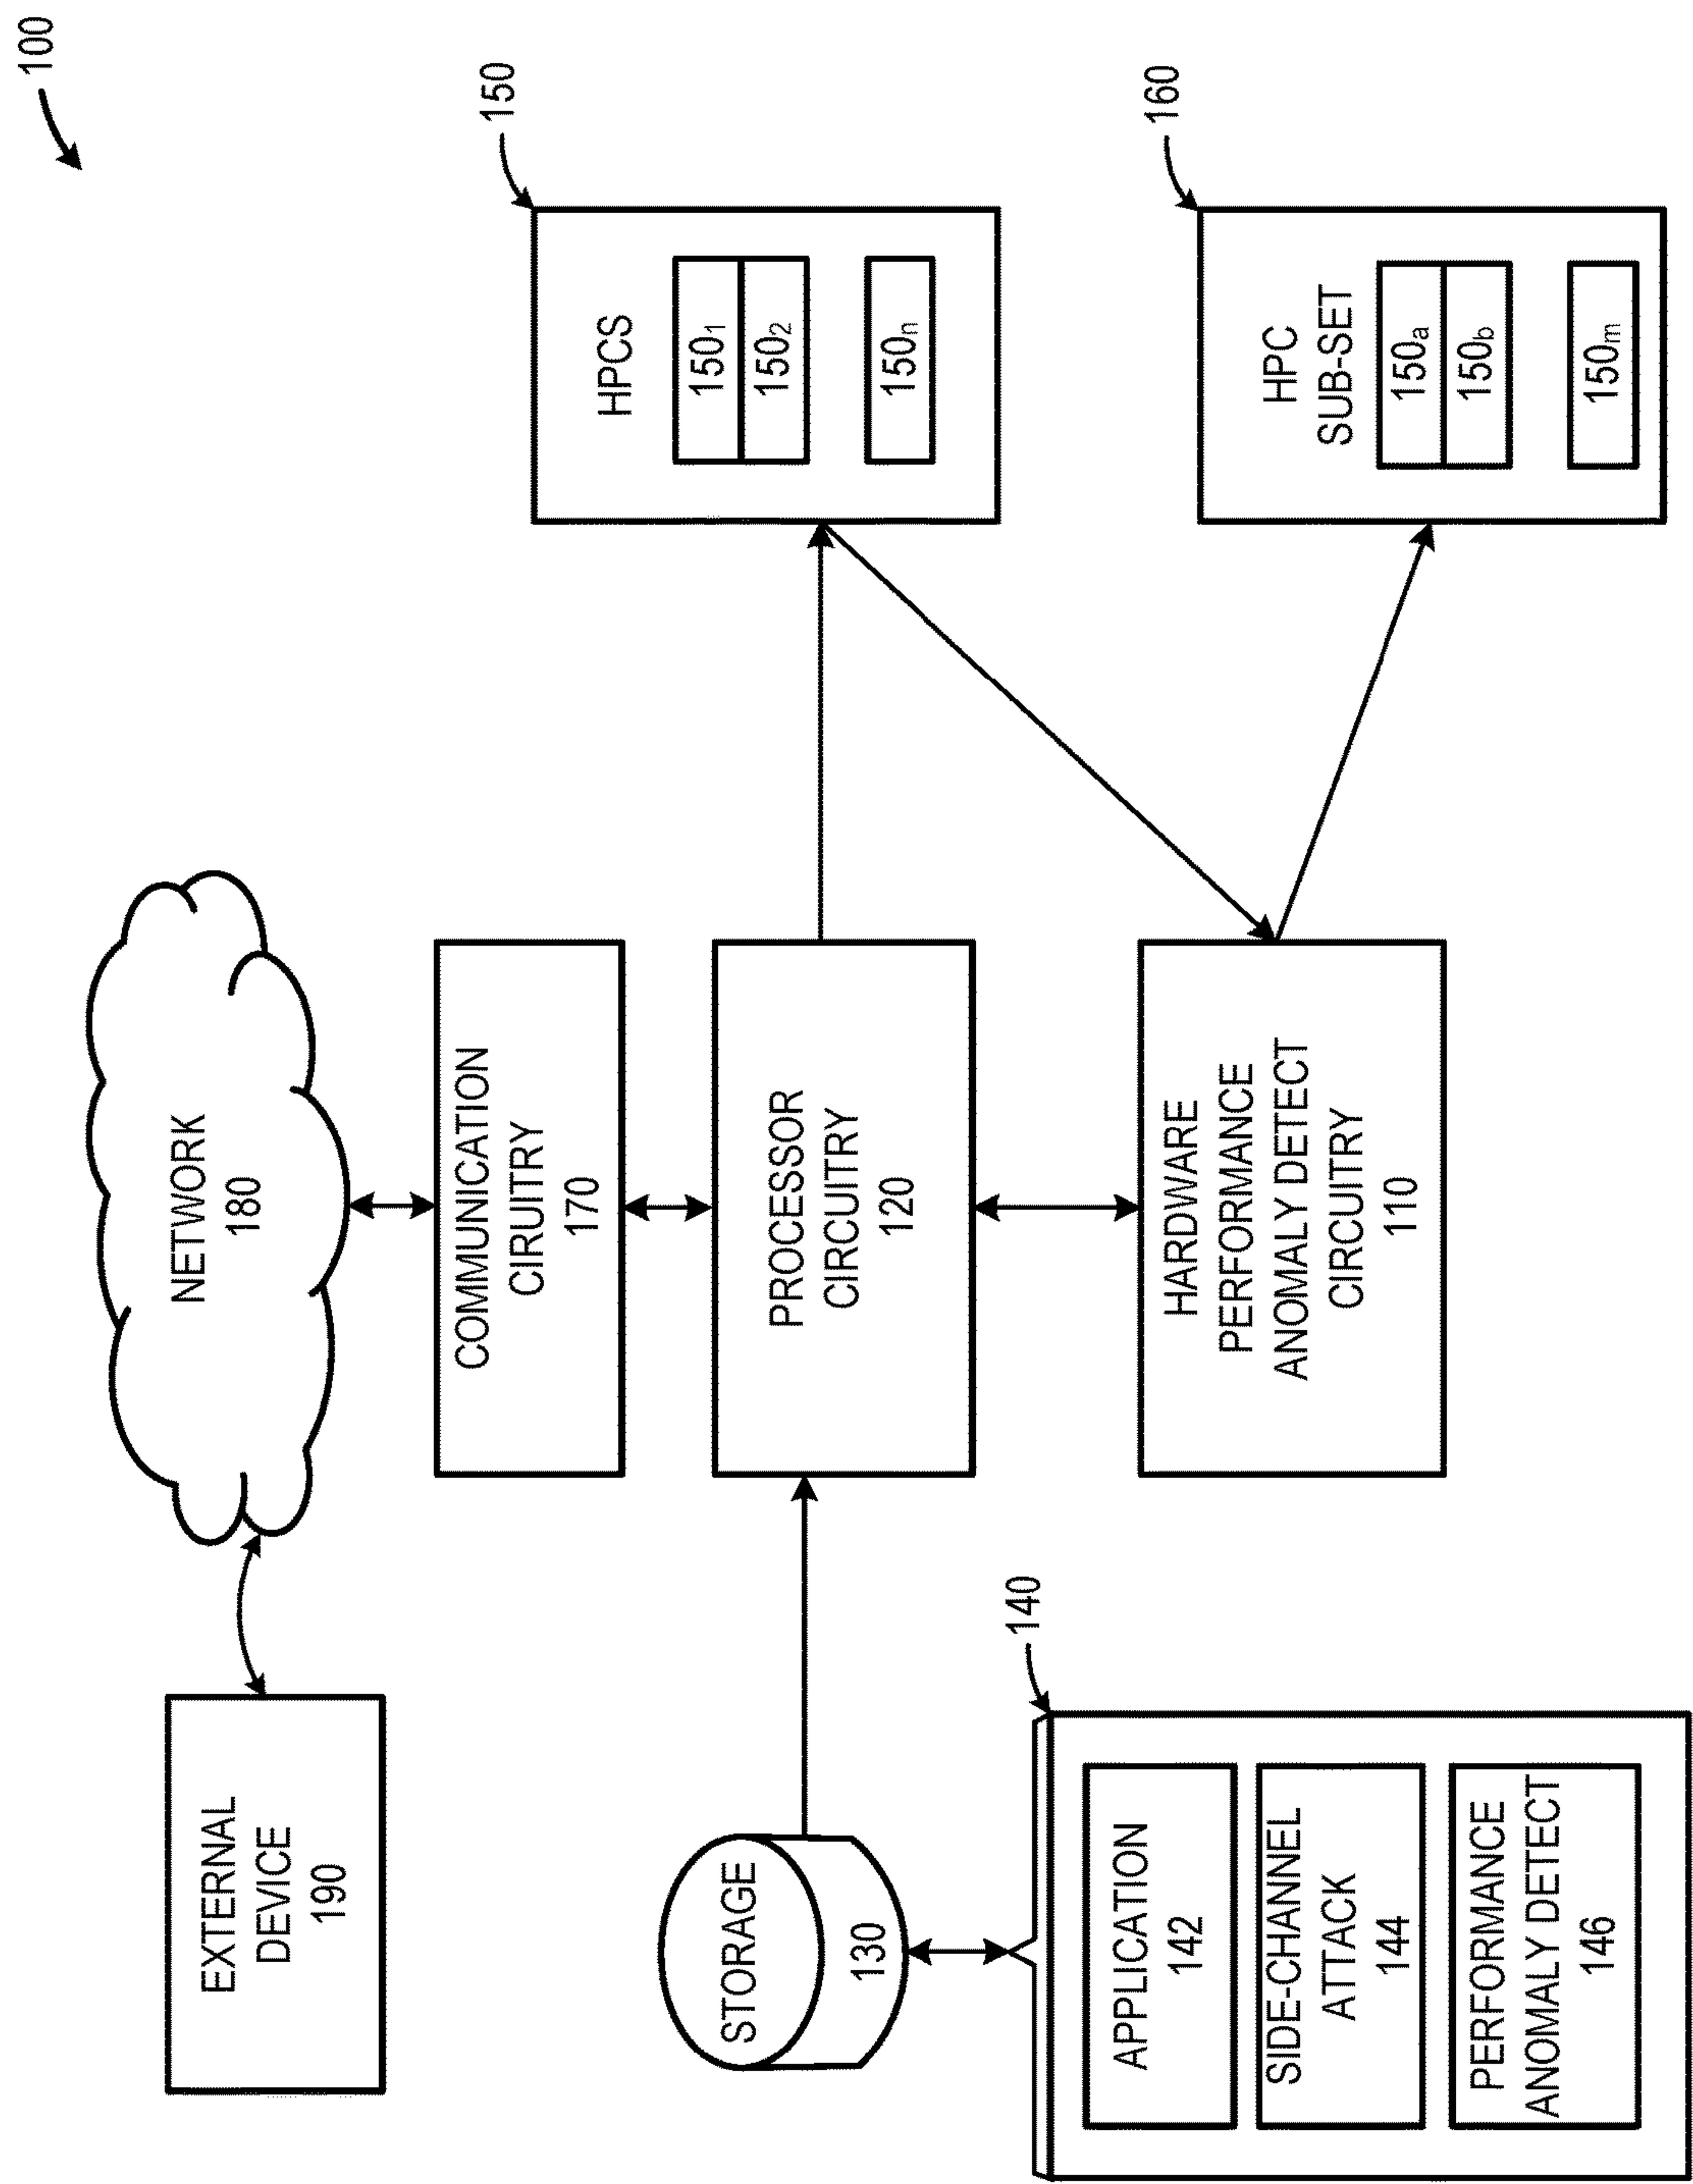 100
EXTERNAL
DEVICE
190
NETWORK
180
COMMUNICATION
CIRUITRY
170
STORAGE
130
PROCESSOR
CIRCUITRY
120
150
HPCS
150₁
150₂
150ₙ
140
APPLICATION
142
SIDE-CHANNEL
ATTACK
144
PERFORMANCE
ANOMALY DETECT
146
HARDWARE
PERFORMANCE
ANOMALY DETECT
CIRCUITRY
110
160
HPC
SUB-SET
150ₐ
150b
150ₘ